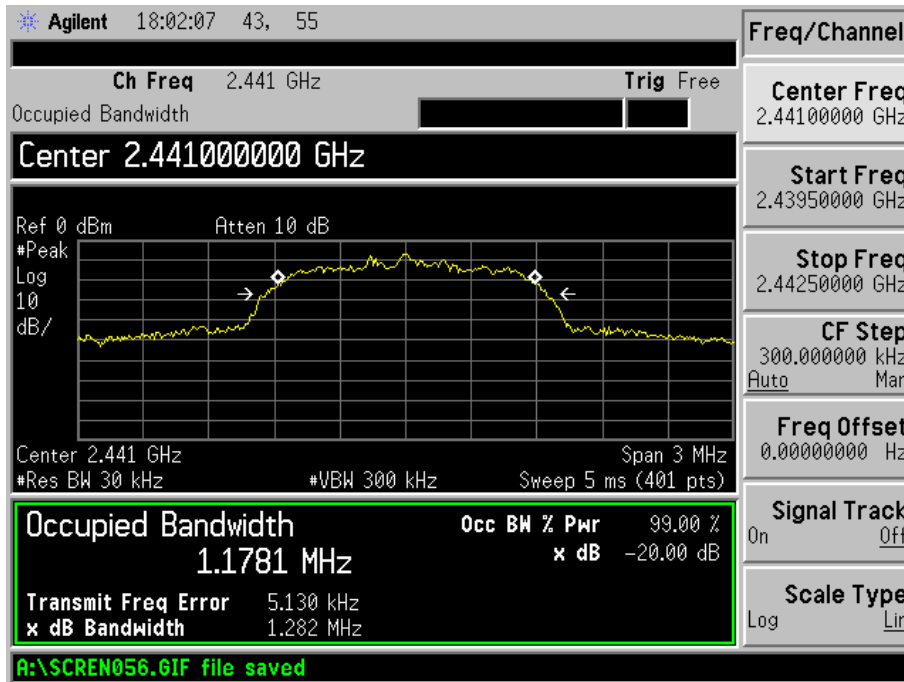 Agilent 18:02:07 43, 55
Freq/Channel
Ch Freq 2.441 GHz Trig Free
Occupied Bandwidth
Center 2.441000000 GHz
Ref 0 dBm Atten 10 dB
#Peak
Log
10
dB/
Center 2.441 GHz Span 3 MHz
#Res BW 30 kHz #VBW 300 kHz Sweep 5 ms (401 pts)
Occupied Bandwidth Occ BW % Pwr 99.00 %
1.1781 MHz x dB -20.00 dB
Transmit Freq Error 5.130 kHz
x dB Bandwidth 1.282 MHz
A:\SCREN056.GIF file saved
Center Freq
2.44100000 GHz
Start Freq
2.43950000 GHz
Stop Freq
2.44250000 GHz
CF Step
300.000000 kHz
Auto Man
Freq Offset
0.00000000 Hz
Signal Track
On Off
Scale Type
Log Lin